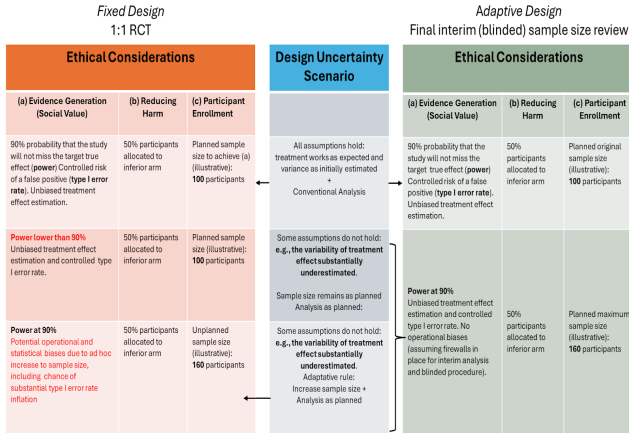 Fixed Design
1:1 RCT
Adaptive Design
Final interim (blinded) sample size review
Ethical Considerations
Design Uncertainty
Scenario
Ethical Considerations
(a) Evidence Generation
(Social Value)
(b) Reducing
Harm
(c) Participant
Enrollment
(a) Evidence Generation
(Social Value)
(b) Reducing
Harm
(c) Participant
Enrollment
90% probability that the study
will not miss the target true
effect (power) Controlled risk
of a false positive (type I error
rate). Unbiased treatment
effect estimation.
50% participants
allocated to
inferior arm
Planned sample
size to achieve (a)
(illustrative):
100 participants
All assumptions hold:
treatment works as expected and
variance as initially estimated
+
Conventional Analysis
90% probability that the study
will not miss the
target true effect (power)
Controlled risk of a false
positive (type I error rate).
Unbiased treatment effect
estimation.
50%
participants
allocated to
inferior arm
Planned original
sample size
(illustrative):
100 participants
Power lower than 90%
Unbiased treatment effect
estimation and controlled type
I error rate.
50% participants
allocated to
inferior arm
Planned sample
size (illustrative):
100 participants
Some assumptions do not hold:
e.g., the variability of treatment
effect substantially
underestimated.
Sample size remains as planned
Analysis as planned:
Power at 90%
Potential operational and
statistical biases due to ad hoc
increase to sample size,
including chance of
substantial type I error rate
inflation
50% participants
allocated to
inferior arm
Unplanned
sample size
(illustrative):
160 participants
Some assumptions do not hold:
e.g., the variability of treatment
effect substantially
underestimated.
Adaptive rule:
Increase sample size +
Analysis as planned
Power at 90%
Unbiased treatment effect
estimation and controlled
type I error rate. No
operational biases
(assuming firewalls in
place for interim analysis
and blinded procedure).
50%
participants
allocated to
inferior arm
Planned maximum
sample size
(illustrative):
160 participants